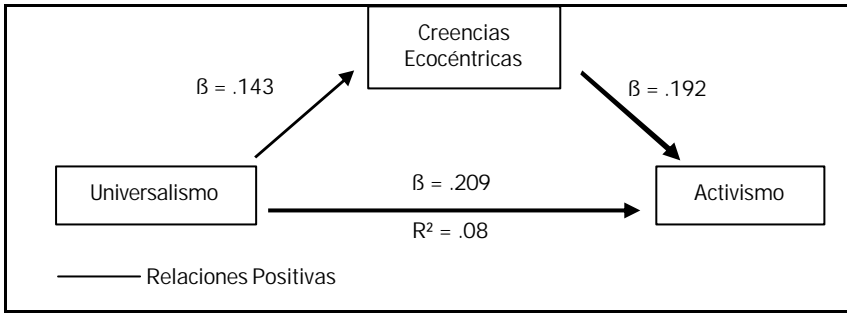 Creencias
Ecocéntricas
ß = .143
ß = .192
Universalismo
ß = .209
Activismo
R² = .08
Relaciones Positivas